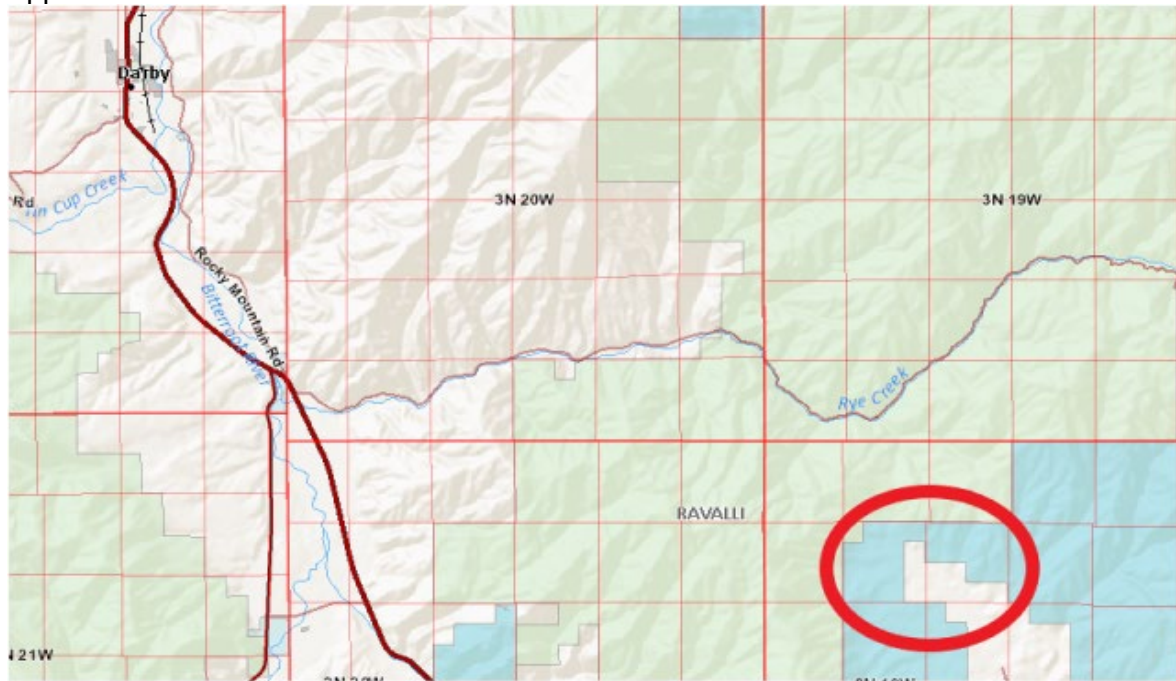 Darby
3N 20W
3N 19W
Rd
Tin Cup Creek
Rocky Mountain Rd
Bitterroot River
Rye Creek
RAVALLI
N 21W